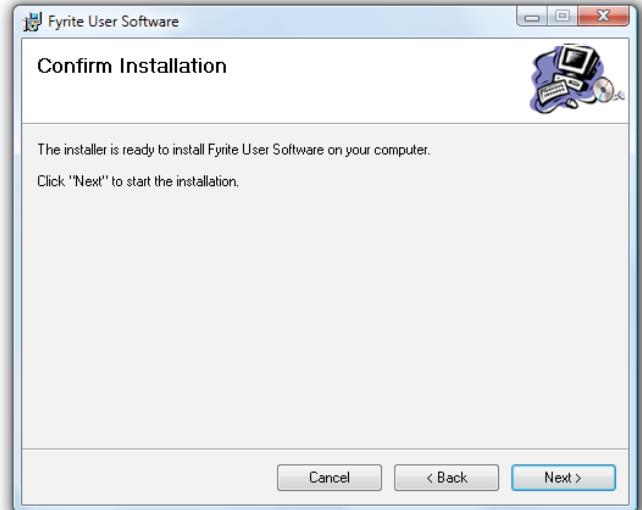 Fyrite User Software
Confirm Installation
The installer is ready to install Fyrite User Software on your computer.
Click "Next" to start the installation.
Cancel
< Back
Next >